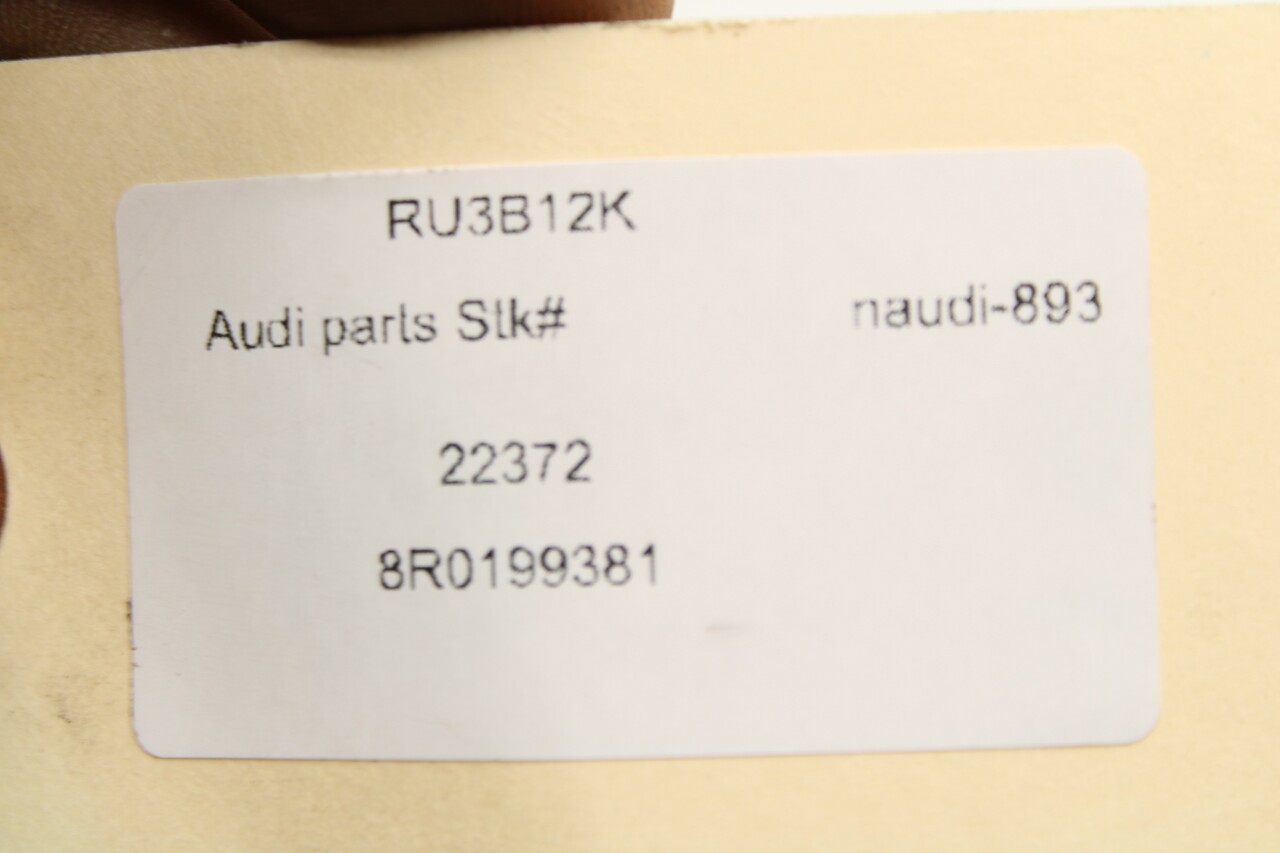 RU3B12K
Audi parts Stk# naudi-893
22372
8R0199381